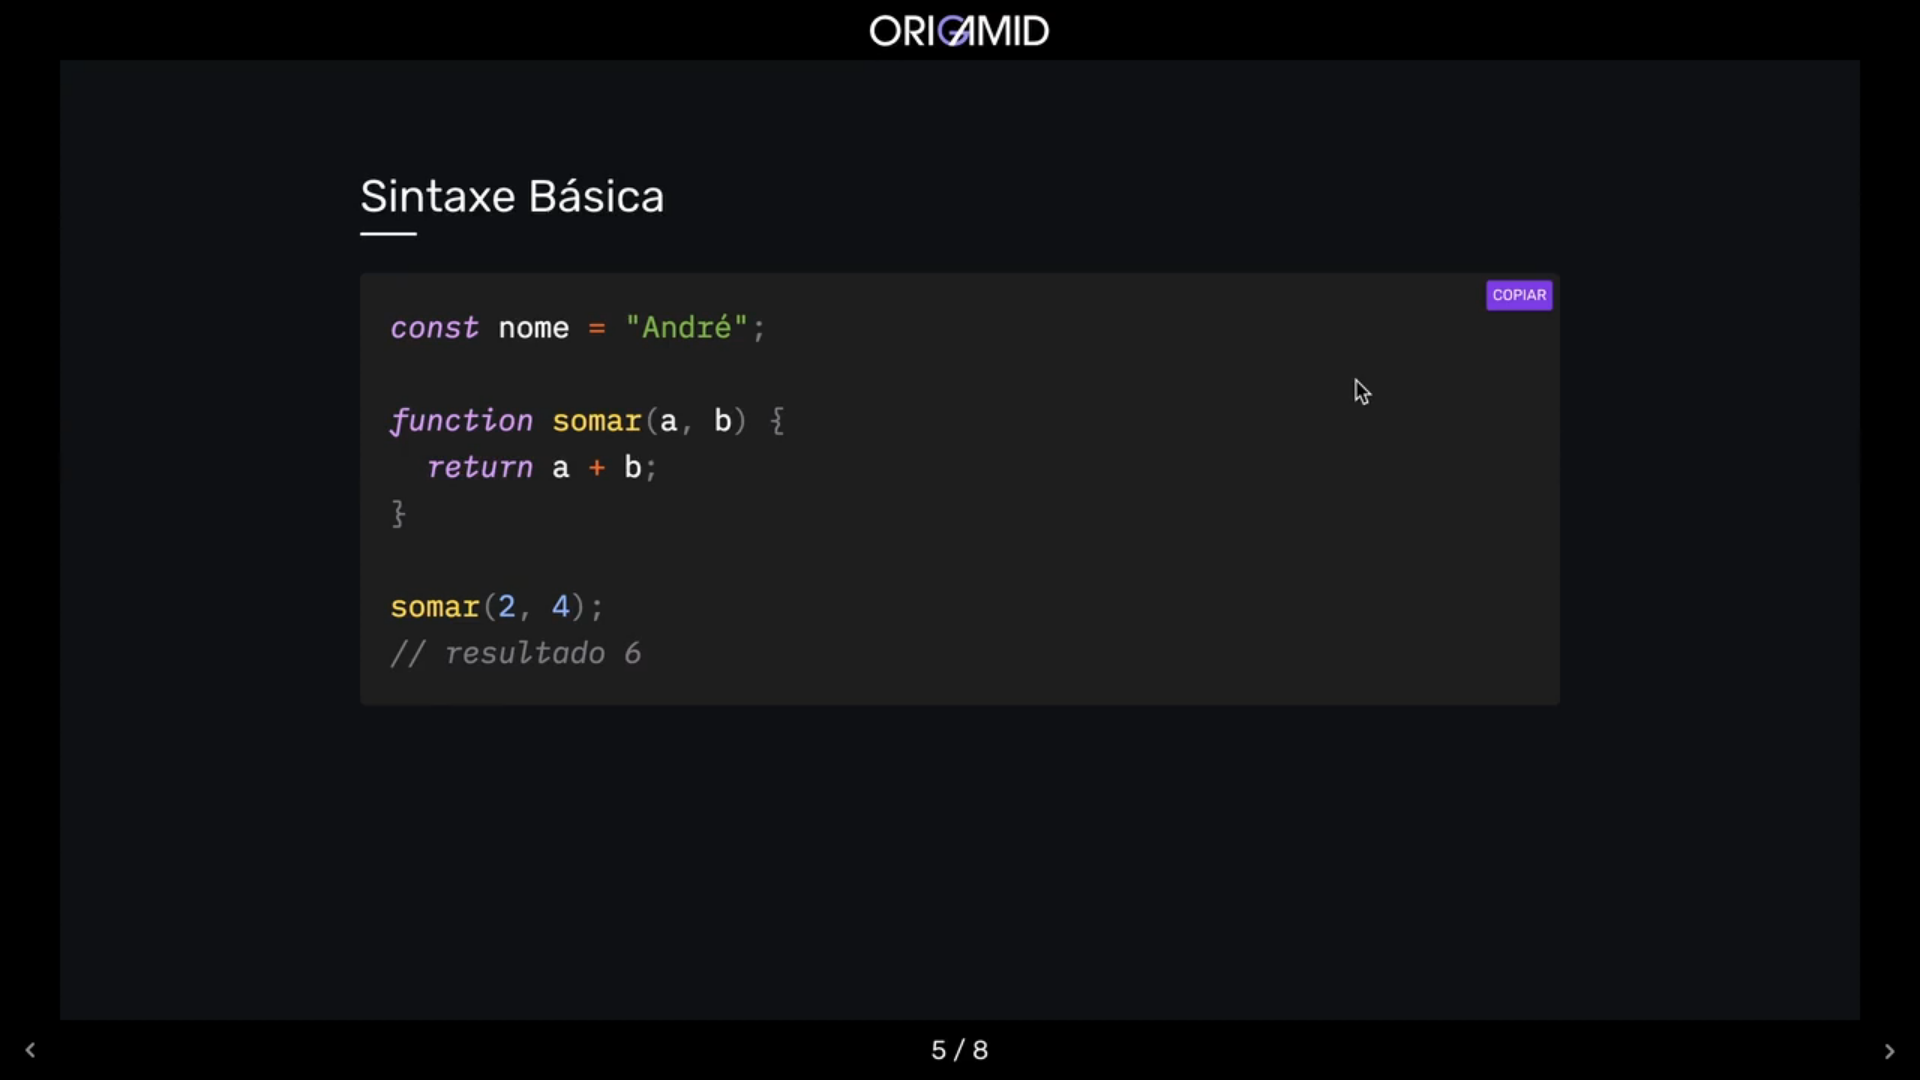 ORIGAMID
Sintaxe Básica
COPIAR
const nome = "André";
function somar(a, b) {
  return a + b;
}
somar(2, 4);
// resultado 6
5 / 8